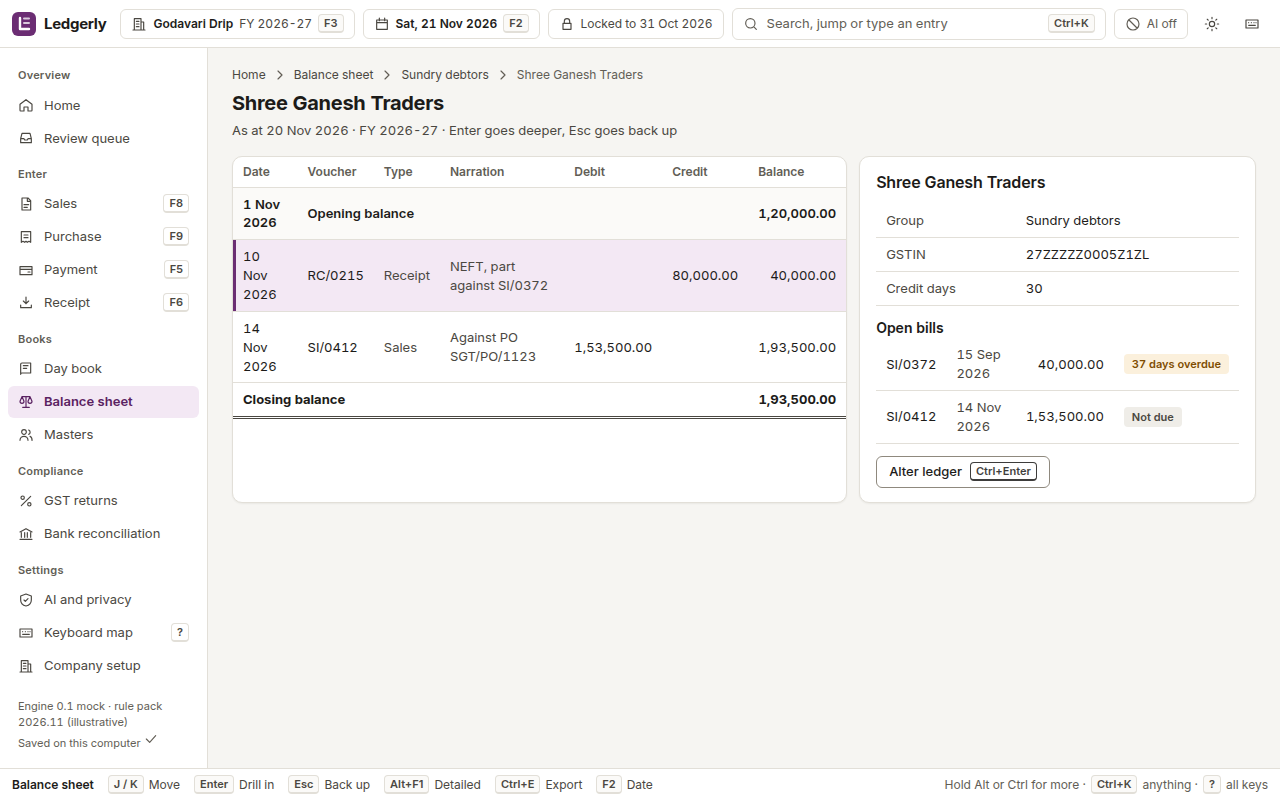 Ledgerly
Godavari Drip FY 2026-27 F3
Sat, 21 Nov 2026 F2
Locked to 31 Oct 2026
Search, jump or type an entry Ctrl+K
AI off
Overview
Home
Review queue
Enter
Sales F8
Purchase F9
Payment F5
Receipt F6
Books
Day book
Balance sheet
Masters
Compliance
GST returns
Bank reconciliation
Settings
AI and privacy
Keyboard map ?
Company setup
Engine 0.1 mock · rule pack
2026.11 (illustrative)
Saved on this computer
Home > Balance sheet > Sundry debtors > Shree Ganesh Traders
Shree Ganesh Traders
As at 20 Nov 2026 · FY 2026-27 · Enter goes deeper, Esc goes back up
Date Voucher Type Narration Debit Credit Balance
1 Nov
2026 Opening balance 1,20,000.00
10
Nov
2026 RC/0215 Receipt NEFT, part
against SI/0372 80,000.00 40,000.00
14
Nov
2026 SI/0412 Sales Against PO
SGT/PO/1123 1,53,500.00 1,93,500.00
Closing balance 1,93,500.00
Shree Ganesh Traders
Group Sundry debtors
GSTIN 27ZZZZZ0005Z1ZL
Credit days 30
Open bills
SI/0372 15 Sep
2026 40,000.00 37 days overdue
SI/0412 14 Nov
2026 1,53,500.00 Not due
Alter ledger Ctrl+Enter
Balance sheet J / K Move Enter Drill in Esc Back up Alt+F1 Detailed Ctrl+E Export F2 Date
Hold Alt or Ctrl for more · Ctrl+K anything · ? all keys